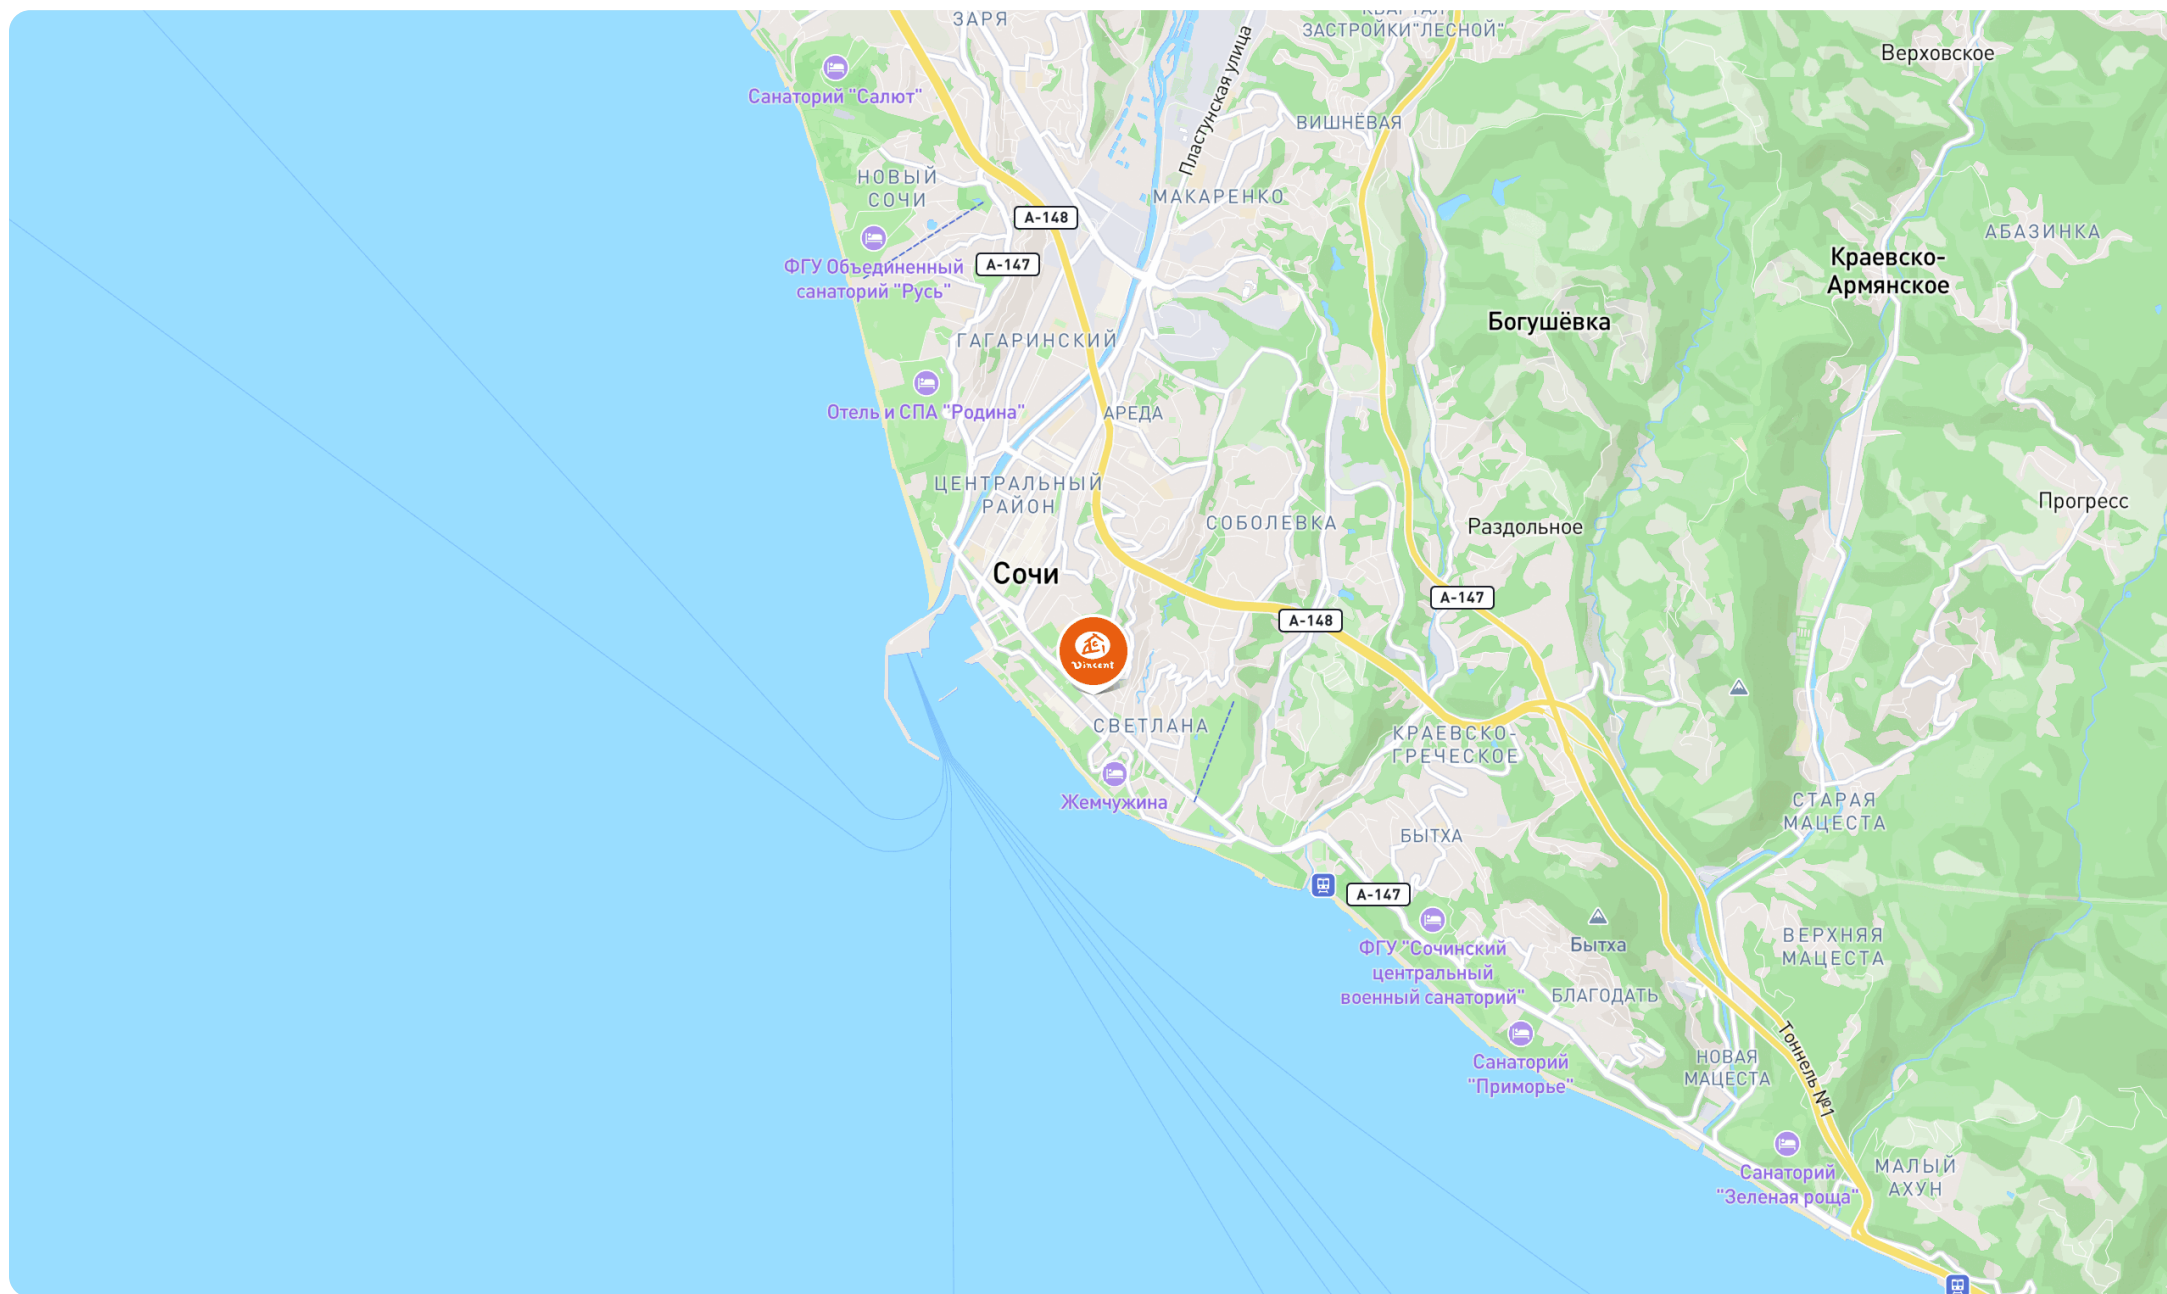 ЗАРЯ
КВАРТАЛ
ЗАСТРОЙКИ"ЛЕСНОЙ"
Верховское
Санаторий "Салют"
Пластунская улица
ВИШНЁВАЯ
НОВЫЙ
СОЧИ
МАКАРЕНКО
А-148
АБАЗИНКА
ФГУ Объединенный
санаторий "Русь"
А-147
Краевско-
Армянское
Богушёвка
ГАГАРИНСКИЙ
Отель и СПА "Родина"
АРЕДА
ЦЕНТРАЛЬНЫЙ
РАЙОН
СОБОЛЕВКА
Раздольное
Прогресс
Сочи
А-147
А-148
Vincent
СВЕТЛАНА
КРАЕВСКО-
ГРЕЧЕСКОЕ
Жемчужина
БЫТХА
СТАРАЯ
МАЦЕСТА
А-147
ФГУ "Сочинский
центральный
военный санаторий"
Бытха
ВЕРХНЯЯ
МАЦЕСТА
БЛАГОДАТЬ
Санаторий
"Приморье"
НОВАЯ
МАЦЕСТА
Тоннель №1
Санаторий
"Зеленая роща"
МАЛЫЙ
АХУН